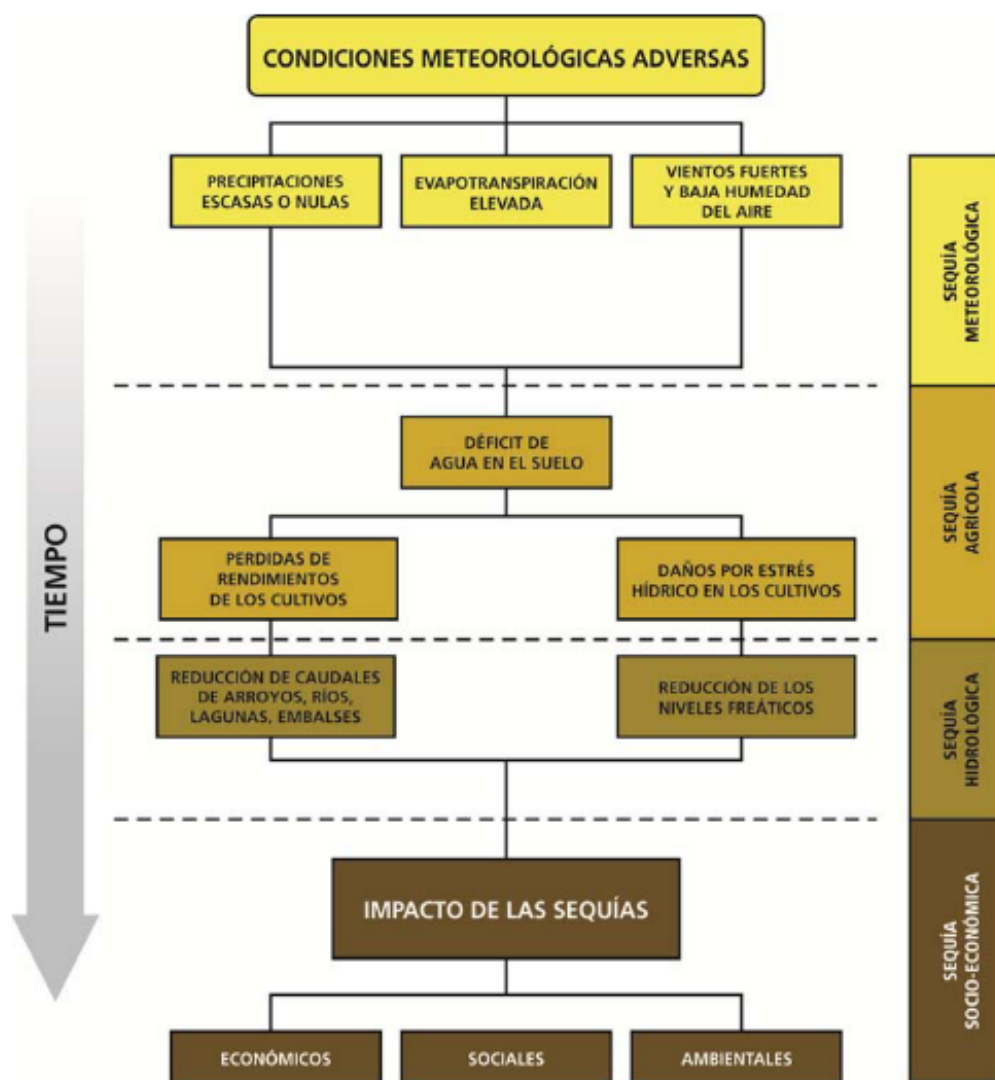 CONDICIONES METEOROLÓGICAS ADVERSAS
PRECIPITACIONES
ESCASAS O NULAS
EVAPOTRANSPIRACIÓN
ELEVADA
VIENTOS FUERTES
Y BAJA HUMEDAD
DEL AIRE
SEQUÍA
METEOROLÓGICA
DÉFICIT DE
AGUA EN EL SUELO
PERDIDAS DE
RENDIMIENTOS
DE LOS CULTIVOS
DAÑOS POR ESTRÉS
HÍDRICO EN LOS CULTIVOS
SEQUÍA
AGRÍCOLA
TIEMPO
REDUCCIÓN DE CAUDALES
DE ARROYOS, RÍOS,
LAGUNAS, EMBALSES
REDUCCIÓN DE LOS
NIVELES FREÁTICOS
SEQUÍA
HIDROLÓGICA
IMPACTO DE LAS SEQUÍAS
SEQUÍA
SOCIO-ECONÓMICA
ECONÓMICOS
SOCIALES
AMBIENTALES